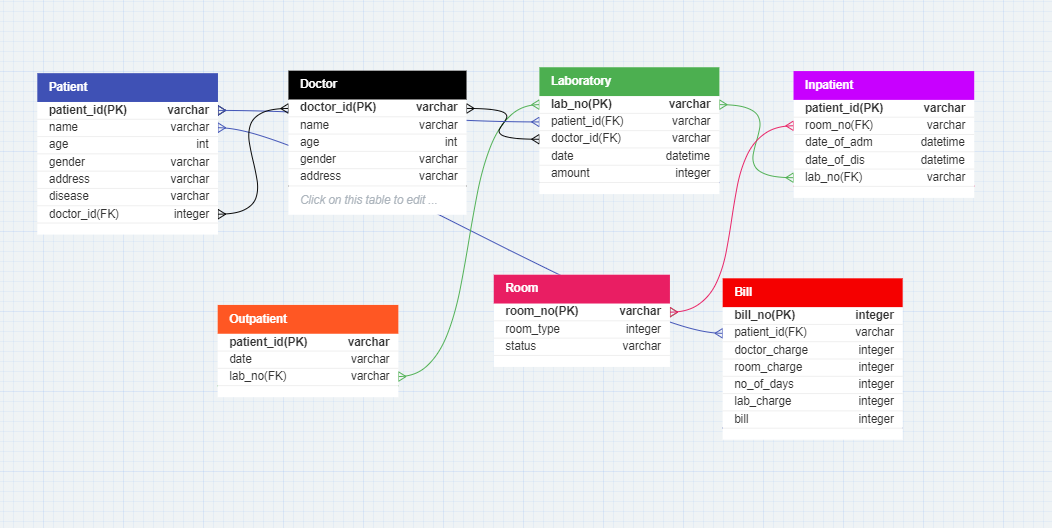 Patient
patient_id(PK) varchar
name varchar
age int
gender varchar
address varchar
disease varchar
doctor_id(FK) integer
Doctor
doctor_id(PK) varchar
name varchar
age int
gender varchar
address varchar
Click on this table to edit ...
Laboratory
lab_no(PK) varchar
patient_id(FK) varchar
doctor_id(FK) varchar
date datetime
amount integer
Inpatient
patient_id(PK) varchar
room_no(FK) varchar
date_of_adm datetime
date_of_dis datetime
lab_no(FK) varchar
Outpatient
patient_id(PK) varchar
date varchar
lab_no(FK) varchar
Room
room_no(PK) varchar
room_type integer
status varchar
Bill
bill_no(PK) integer
patient_id(FK) varchar
doctor_charge integer
room_charge integer
no_of_days integer
lab_charge integer
bill integer